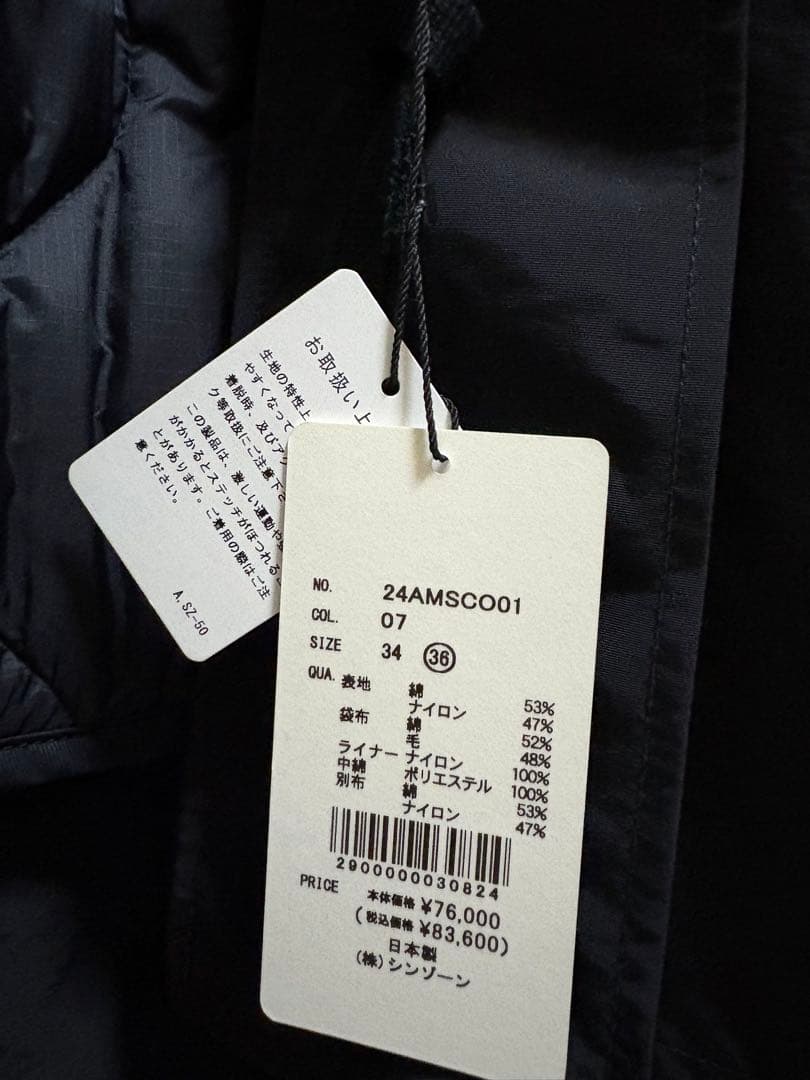 お取扱い上
生地の特性上
やすくなって
着脱時、及びア
ク等取扱にご注意下さ
この製品は、激しい運動や
がかかるとステッチがほつれるこ
とがあります。ご着用の際はご注
意ください。
A,SZ-50
NO. 24AMSCO01
COL. 07
SIZE 34 36
QUA. 表地 綿 53%
ナイロン 47%
袋布 綿 52%
毛 48%
ライナー ナイロン 100%
中綿 ポリエステル 100%
別布 綿 53%
ナイロン 47%
2900000030824
PRICE 本体価格 ¥76,000
(税込価格 ¥83,600)
日本製
(株)シンゾーン